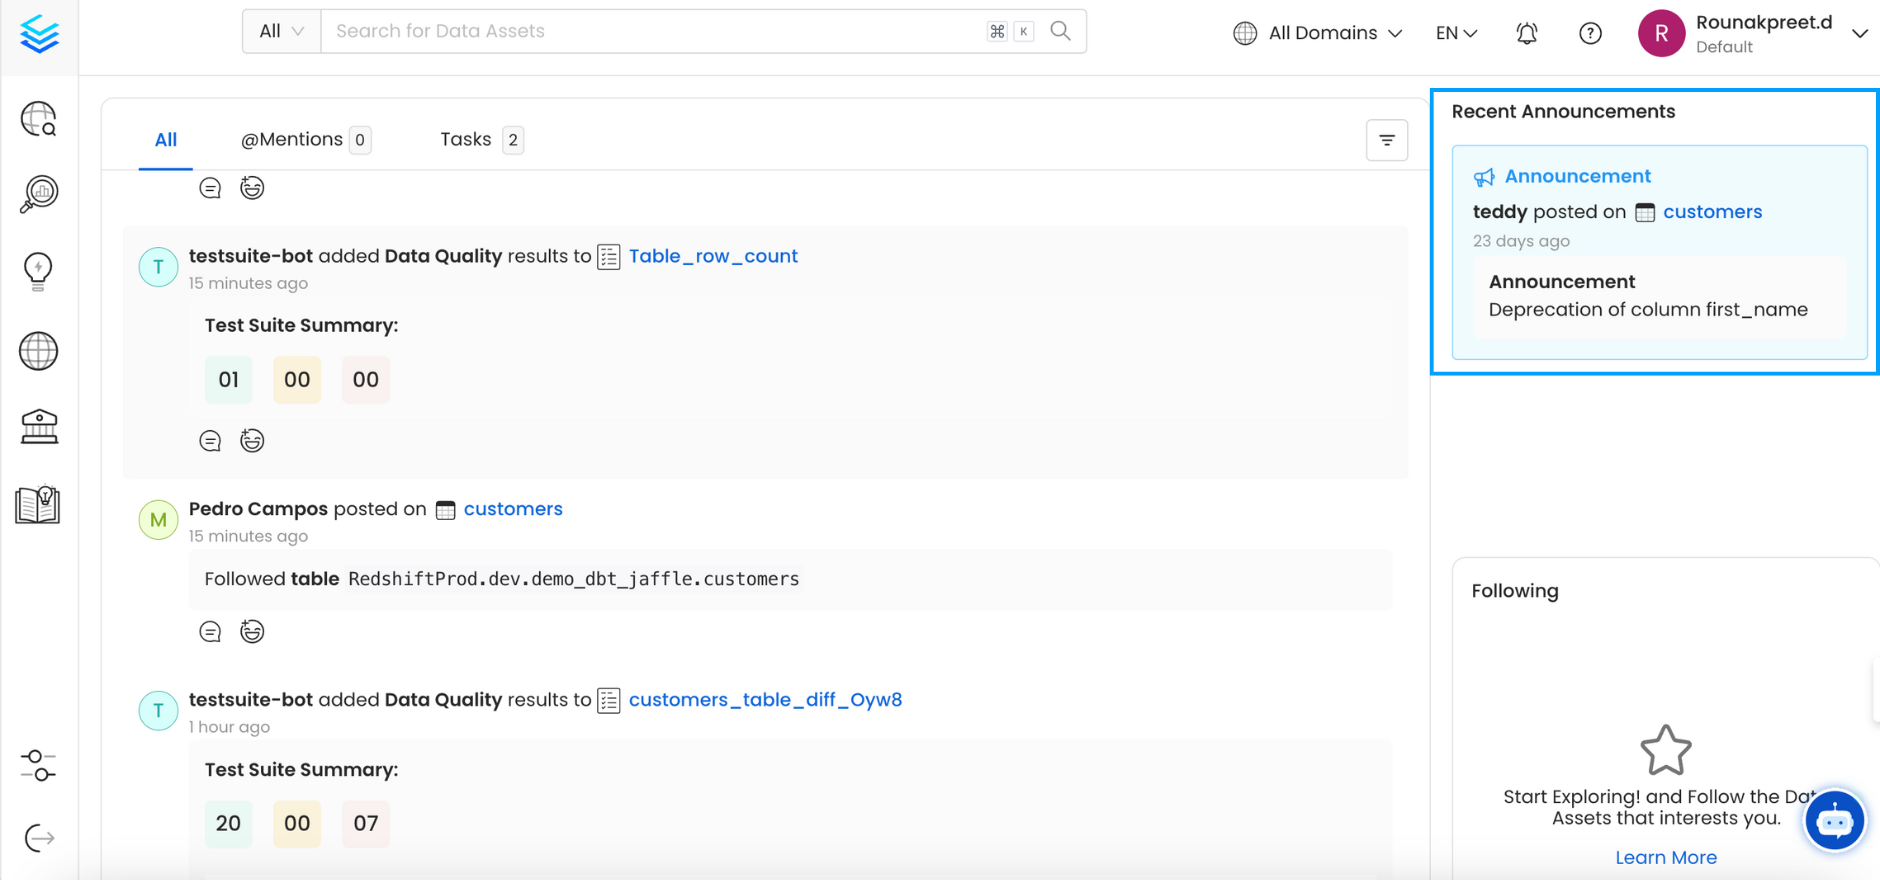 All
Search for Data Assets
⌘ K
All Domains
EN
R
Rounakpreet.d
Default
All
@Mentions 0
Tasks 2
T
testsuite-bot added Data Quality results to Table_row_count
15 minutes ago
Test Suite Summary:
01 00 00
M
Pedro Campos posted on customers
15 minutes ago
Followed table RedshiftProd.dev.demo_dbt_jaffle.customers
T
testsuite-bot added Data Quality results to customers_table_diff_Oyw8
1 hour ago
Test Suite Summary:
20 00 07
Recent Announcements
Announcement
teddy posted on customers
23 days ago
Announcement
Deprecation of column first_name
Following
Start Exploring! and Follow the Dat
Assets that interests you.
Learn More